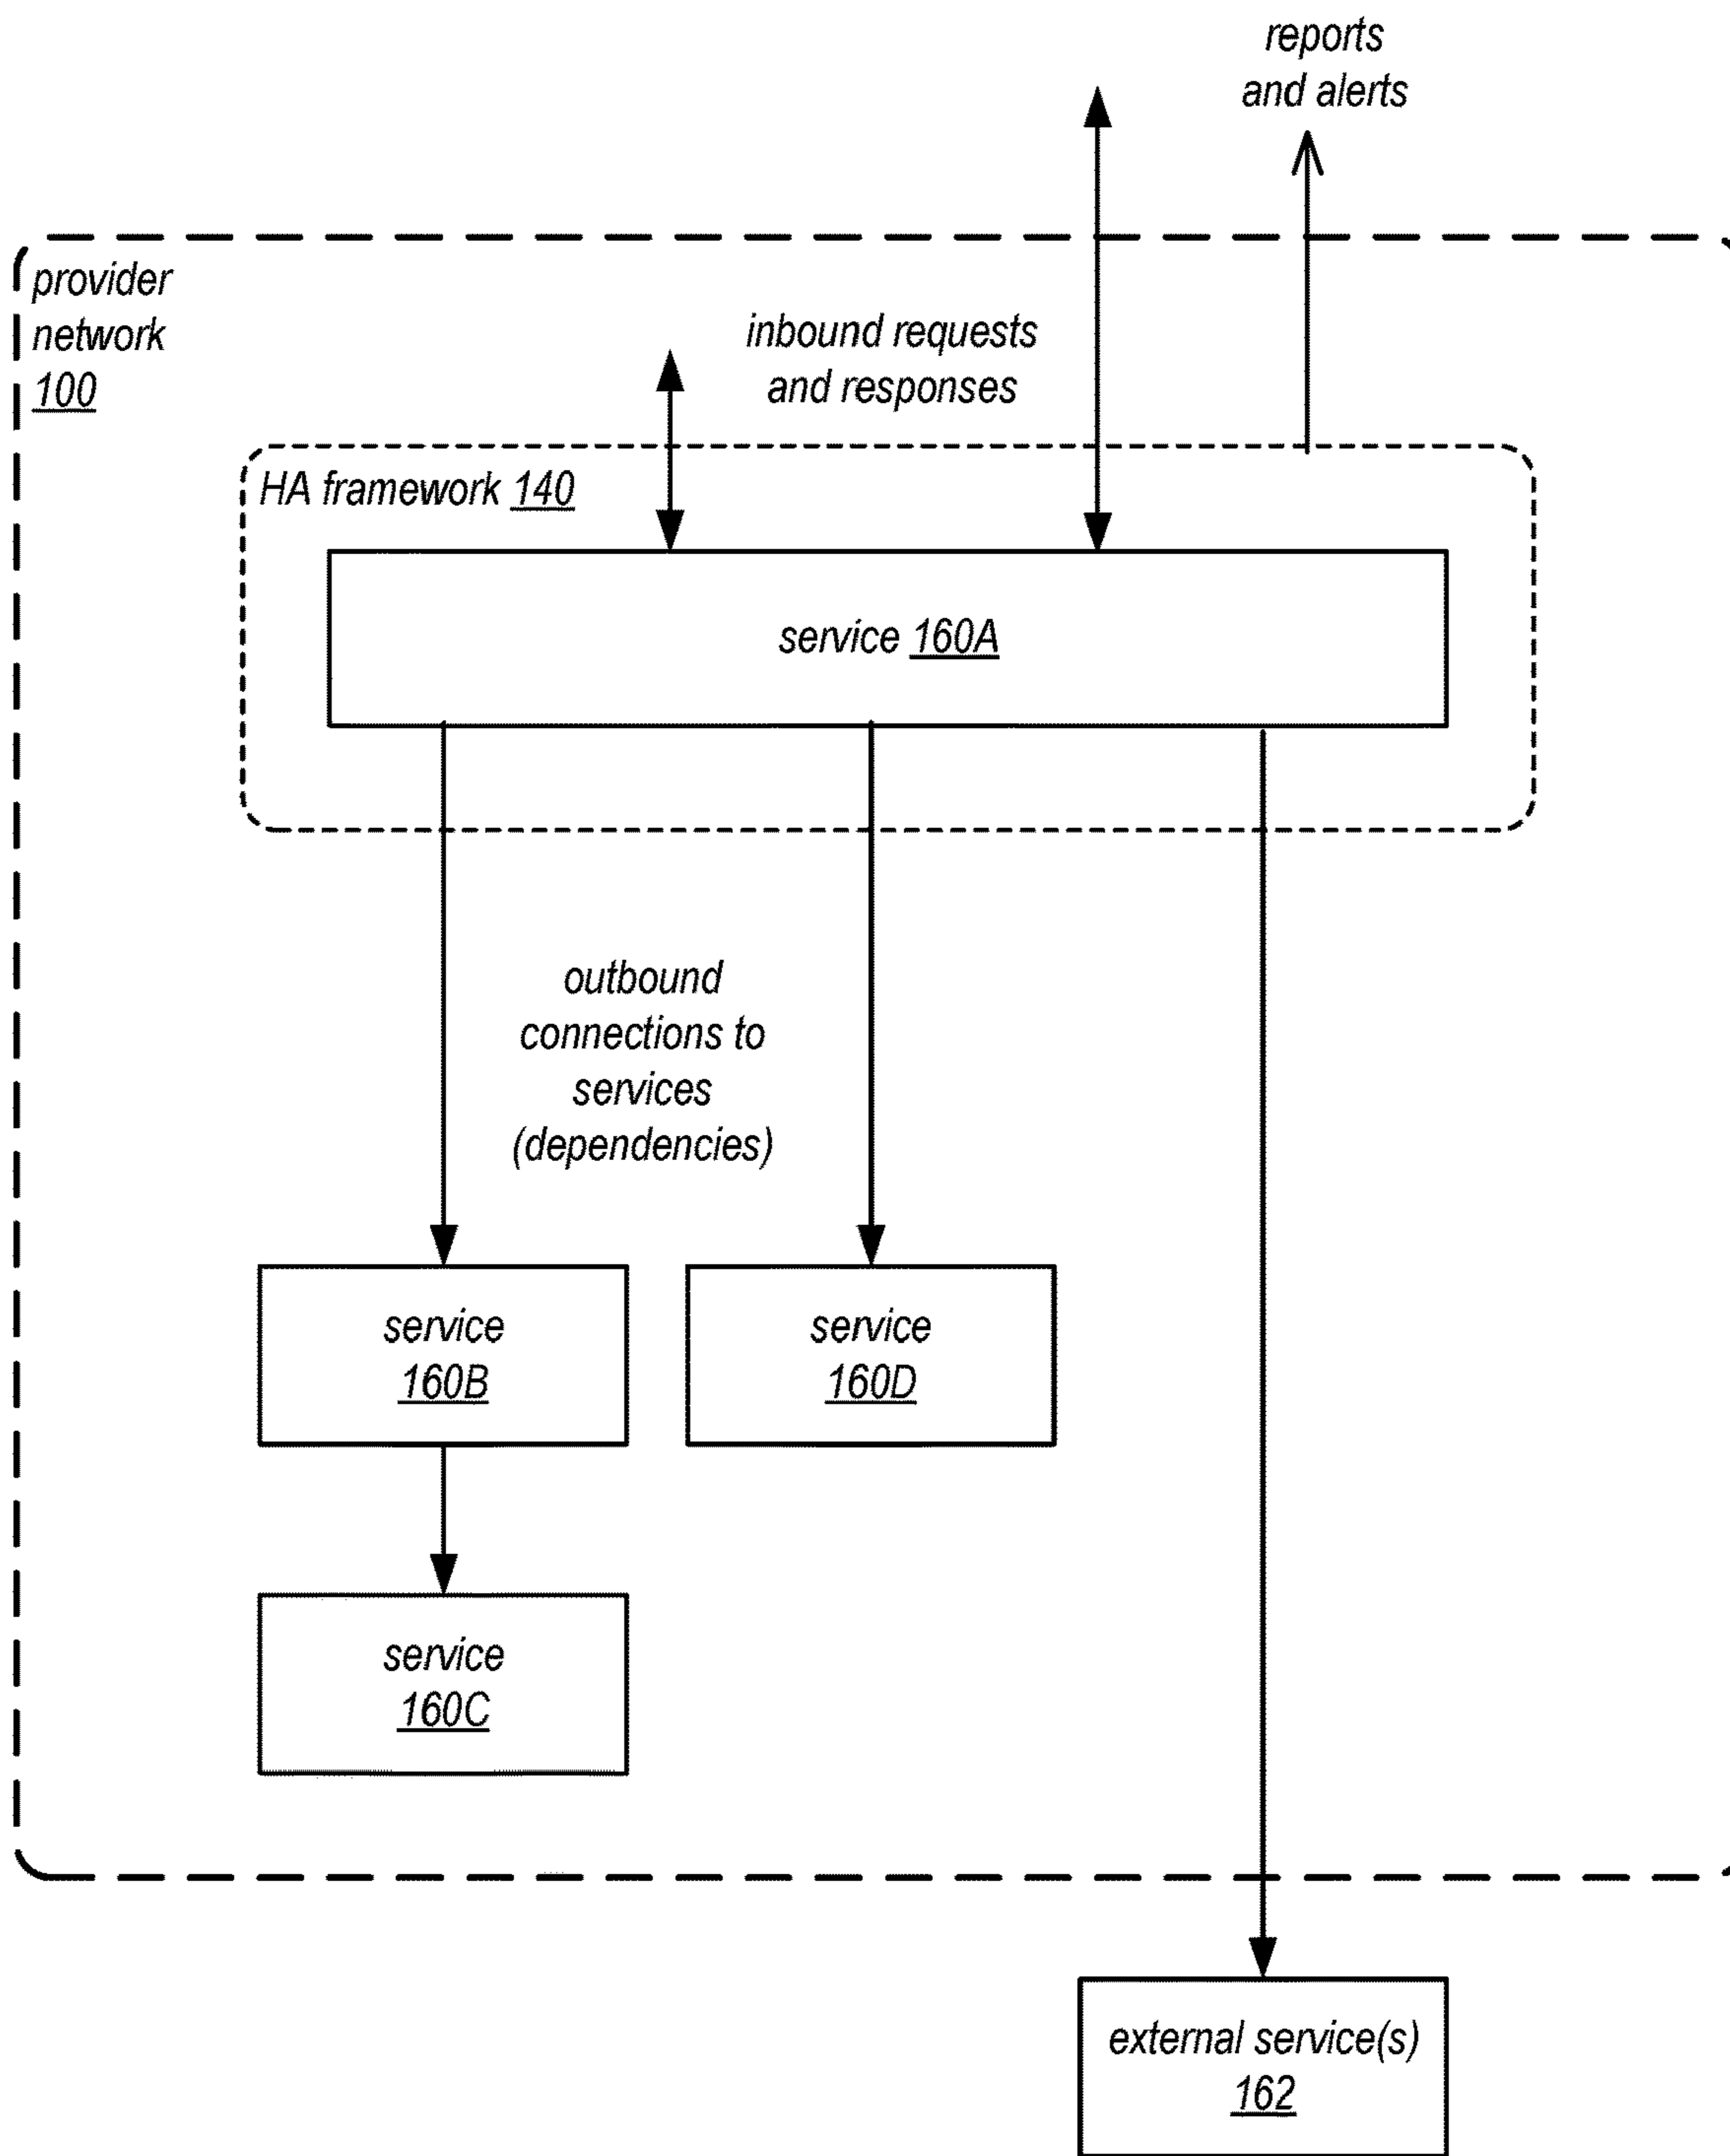 reports
and alerts
provider
network
100
inbound requests
and responses
HA framework 140
service 160A
outbound
connections to
services
(dependencies)
service
160B
service
160D
service
160C
external service(s)
162